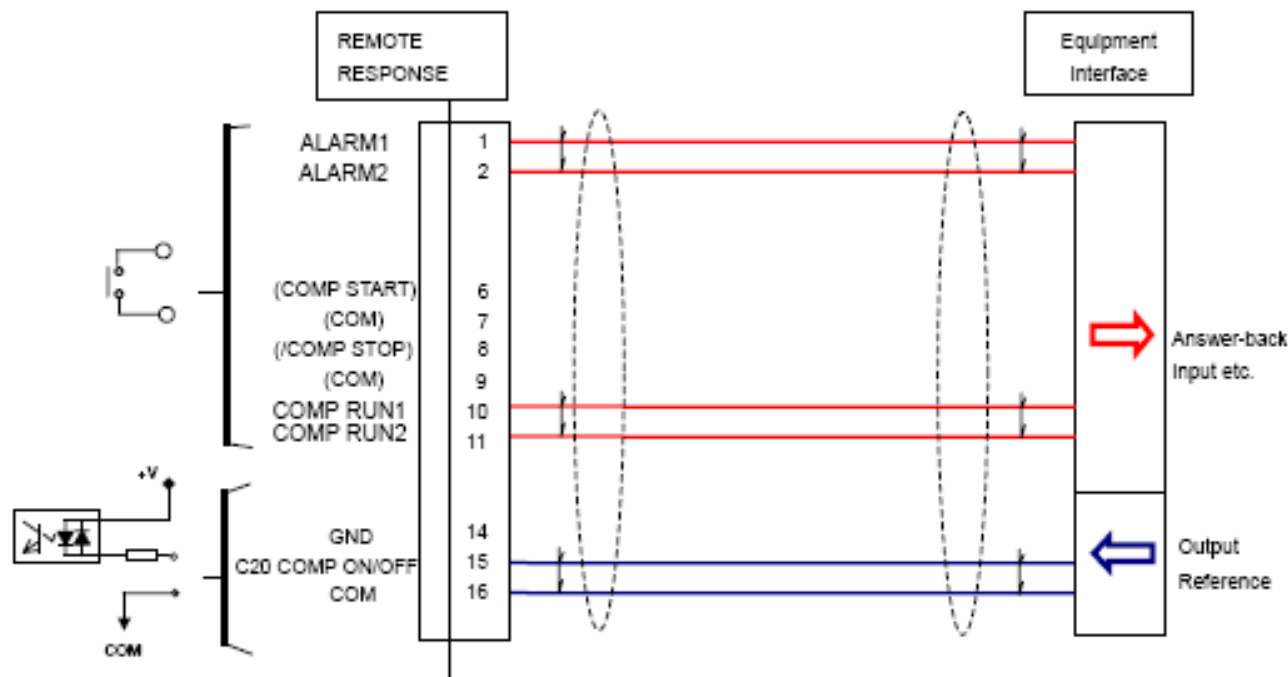 REMOTE
RESPONSE
Equipment
Interface
ALARM1 1
ALARM2 2
(COMP START) 6
(COM) 7
(/COMP STOP) 8
(COM) 9
COMP RUN1 10
COMP RUN2 11
Answer-back
Input etc.
+V
GND 14
C20 COMP ON/OFF 15
COM 16
Output
Reference
COM